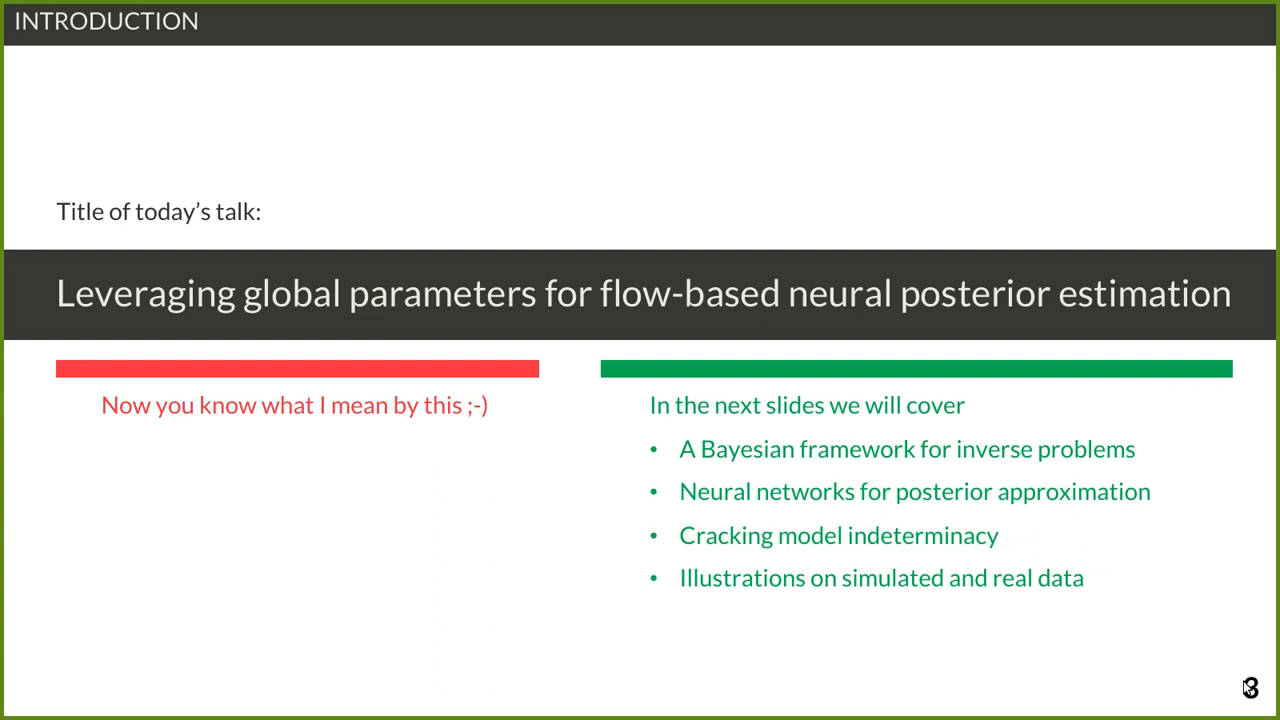 INTRODUCTION
Title of today’s talk:
Leveraging global parameters for flow-based neural posterior estimation
Now you know what I mean by this ;-)
In the next slides we will cover
• A Bayesian framework for inverse problems
• Neural networks for posterior approximation
• Cracking model indeterminacy
• Illustrations on simulated and real data
3